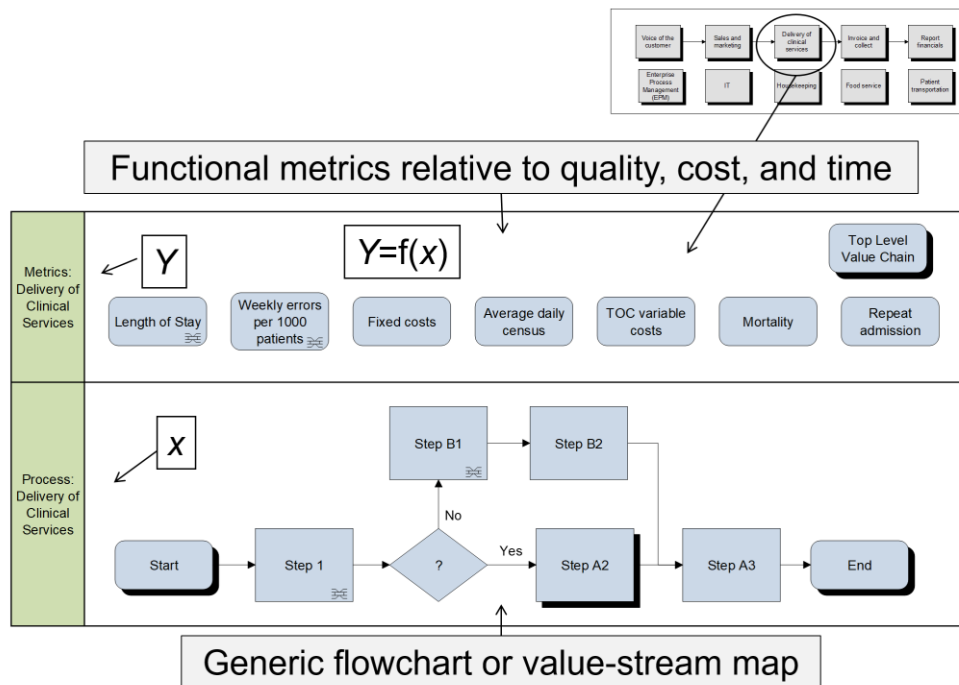 Voice of the
customer
Sales and
marketing
Delivery of
clinical
services
Invoice and
collect
Report
financials
Enterprise
Process
Management
(EPM)
IT
Housekeeping
Food service
Patient
transportation
Functional metrics relative to quality, cost, and time
Metrics:
Delivery of
Clinical
Services
Y
Y=f(x)
Top Level
Value Chain
Length of Stay
Weekly errors
per 1000
patients
Fixed costs
Average daily
census
TOC variable
costs
Mortality
Repeat
admission
Process:
Delivery of
Clinical
Services
x
Step B1
Step B2
No
Start
Step 1
?
Yes
Step A2
Step A3
End
Generic flowchart or value-stream map